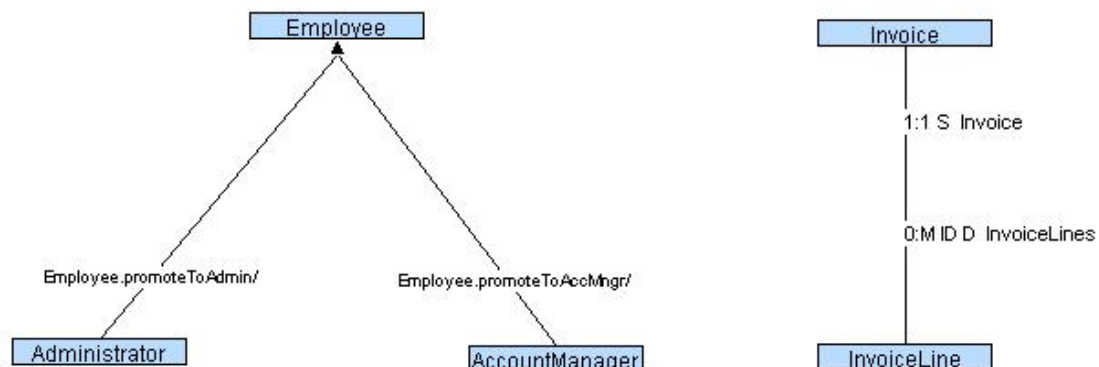 Employee
Invoice
1:1 S Invoice
0:M ID D InvoiceLines
Employee.promoteToAdmin/
Employee.promoteToAccMngr/
Administrator
AccountManager
InvoiceLine